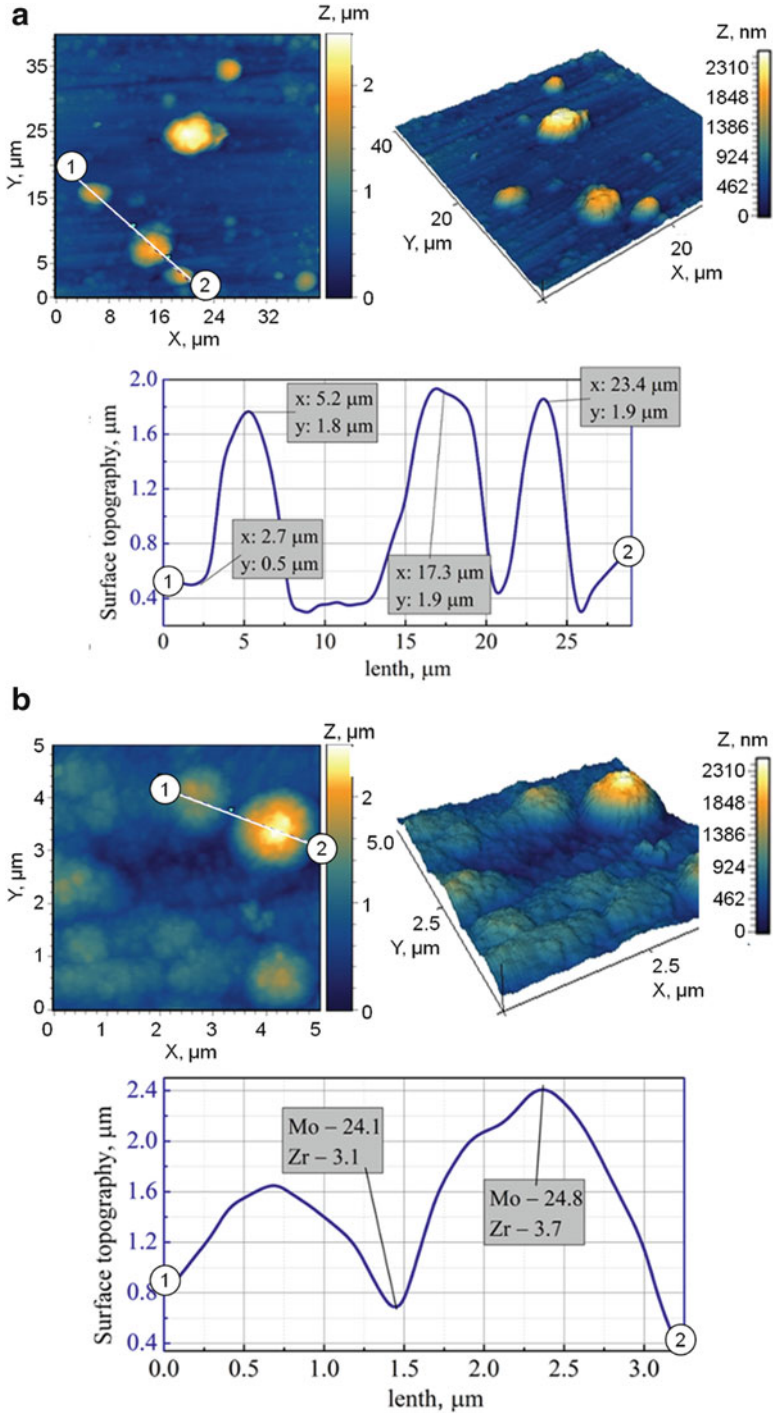 a
Z, µm
35
25
15
5
0
Y, µm
0 8 16 24 32
X, µm
2
1
0
1
2
Z, nm
2310
1848
1386
924
462
0
40
20
Y, µm
20
X, µm
Surface topography, µm
2.0
1.6
1.2
0.8
0.4
x: 5.2 µm
y: 1.8 µm
x: 23.4 µm
y: 1.9 µm
x: 2.7 µm
y: 0.5 µm
x: 17.3 µm
y: 1.9 µm
1
2
0 5 10 15 20 25
lenth, µm
b
Z, µm
5
4
3
2
1
0
Y, µm
0 1 2 3 4 5
X, µm
2
1
0
1
2
Z, nm
2310
1848
1386
924
462
0
5.0
2.5
Y, µm
2.5
X, µm
Surface topography, µm
2.4
2.0
1.6
1.2
0.8
0.4
Mo – 24.1
Zr – 3.1
Mo – 24.8
Zr – 3.7
1
2
0.0 0.5 1.0 1.5 2.0 2.5 3.0
lenth, µm